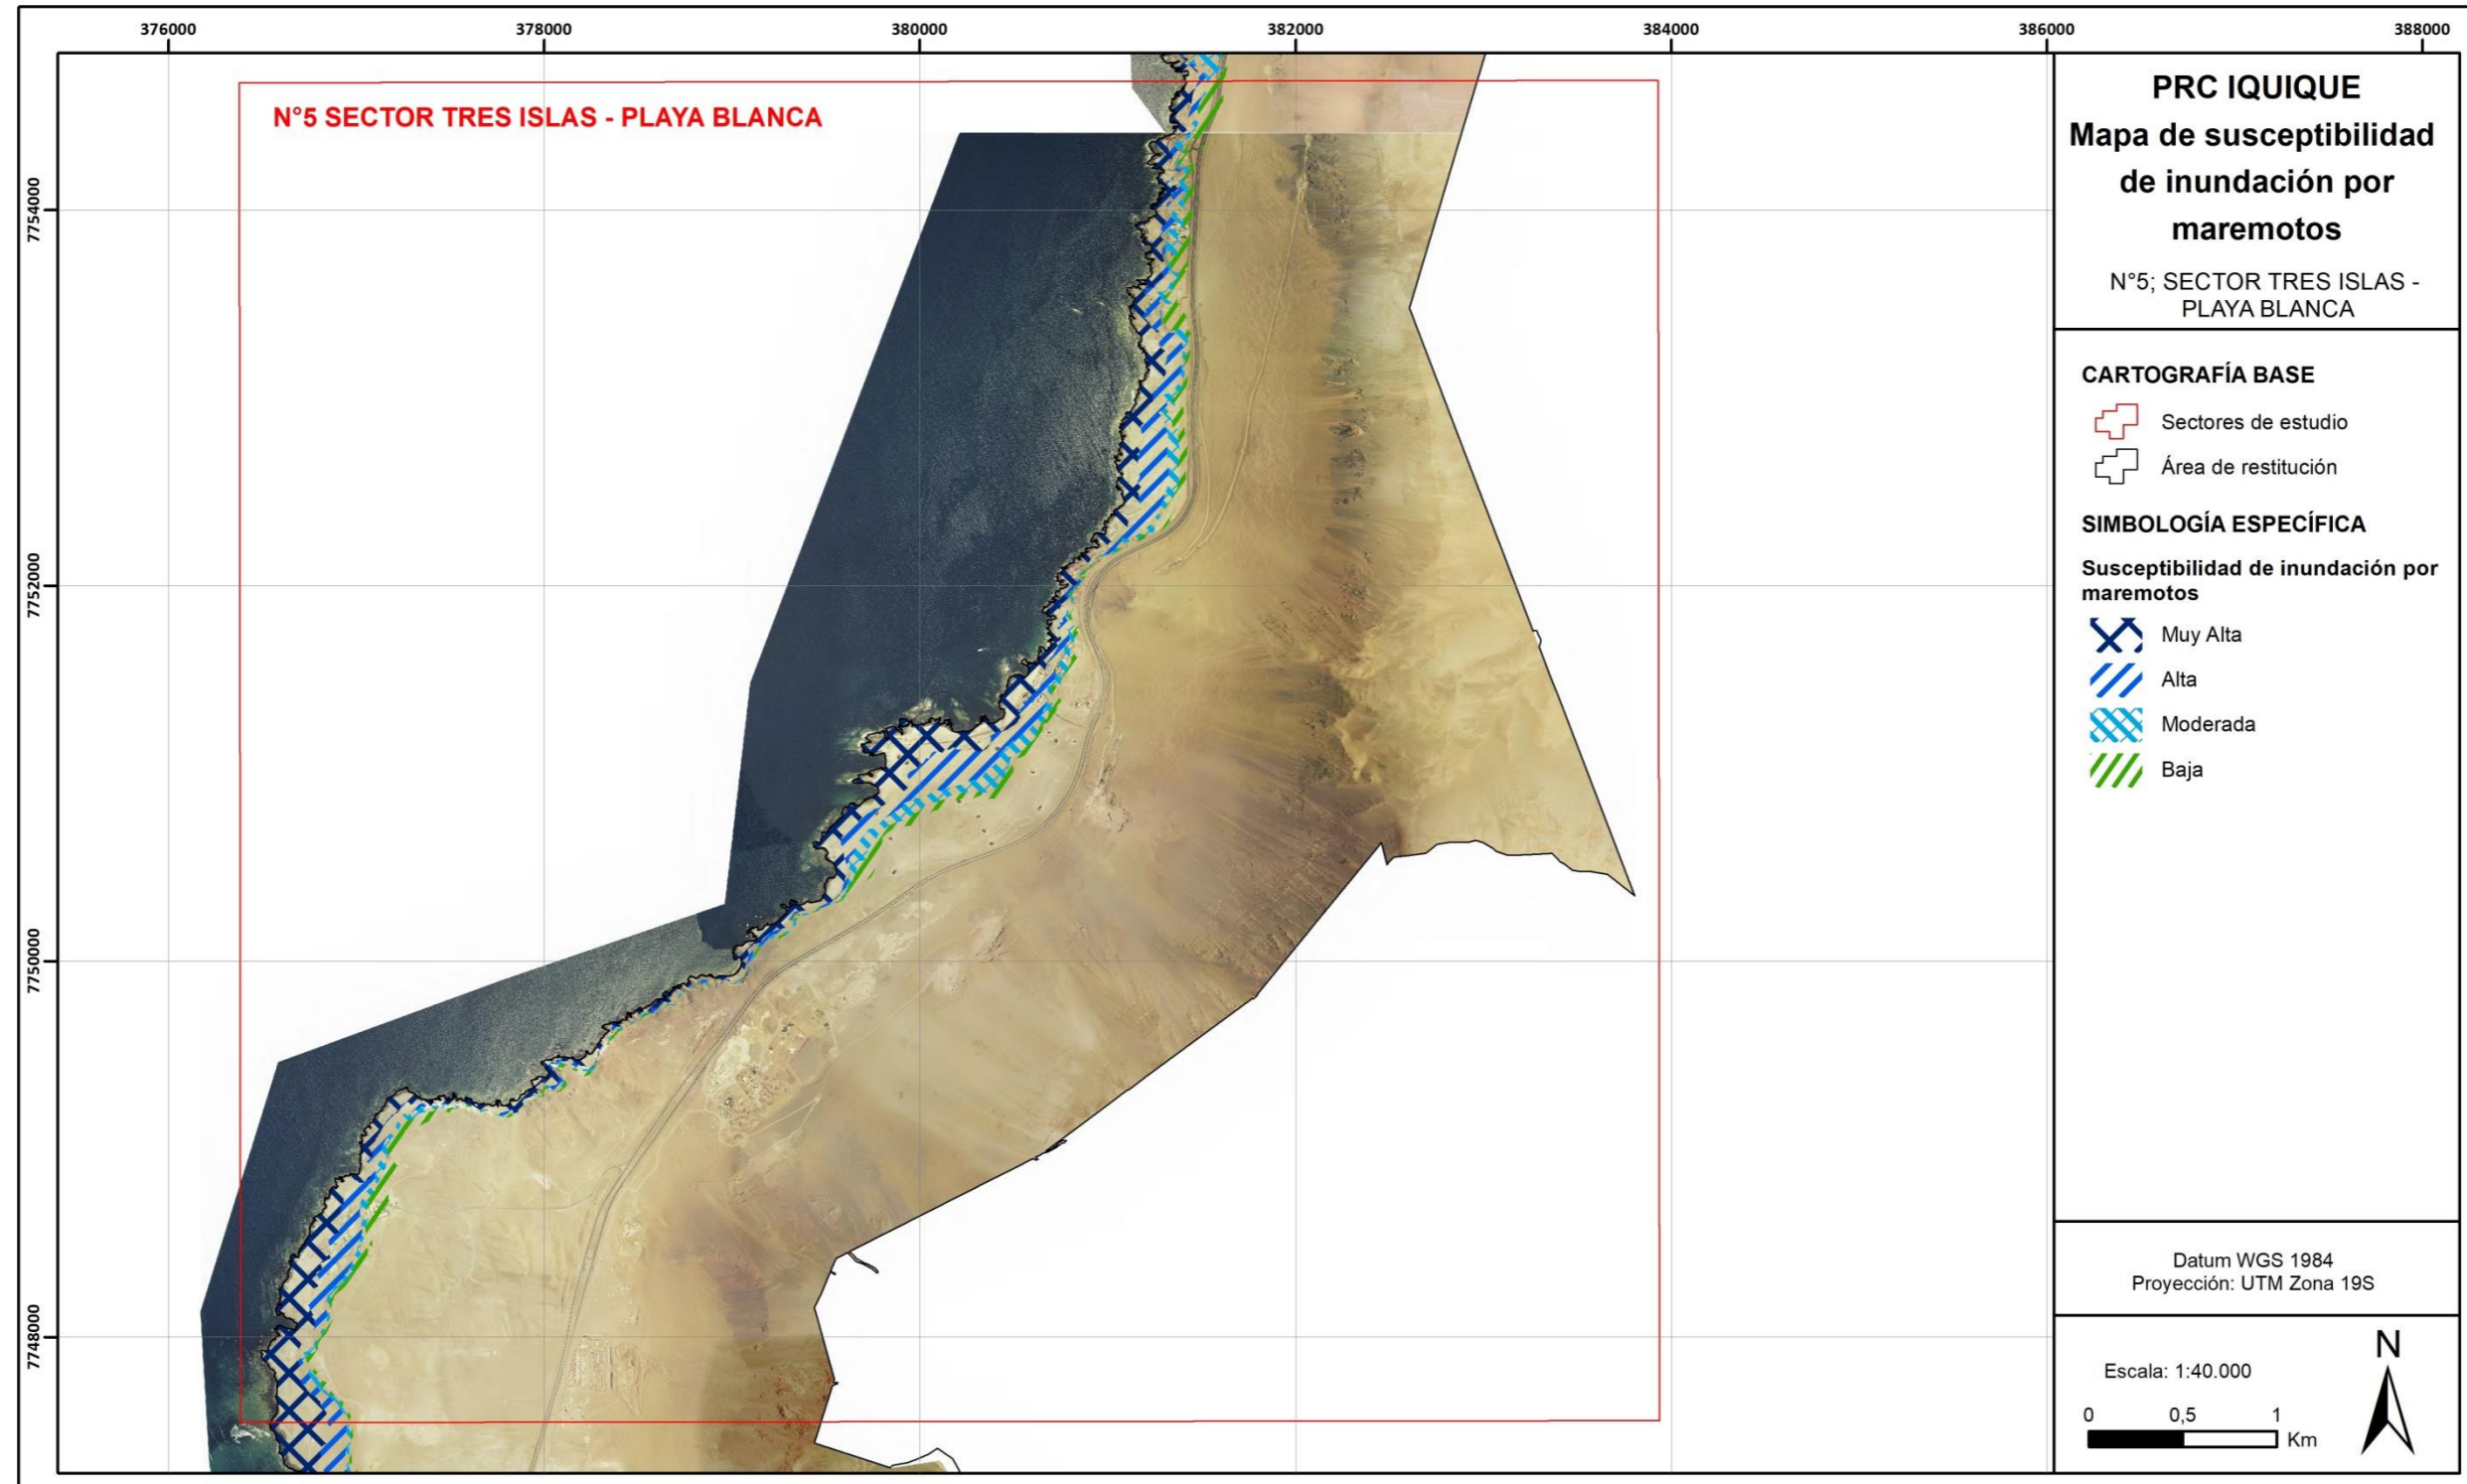 376000 378000 380000 382000 384000 386000 388000
7754000
7752000
7750000
7748000
N°5 SECTOR TRES ISLAS - PLAYA BLANCA
PRC IQUIQUE
Mapa de susceptibilidad
de inundación por
maremotos
N°5; SECTOR TRES ISLAS -
PLAYA BLANCA
CARTOGRAFÍA BASE
Sectores de estudio
Área de restitución
SIMBOLOGÍA ESPECÍFICA
Susceptibilidad de inundación por
maremotos
Muy Alta
Alta
Moderada
Baja
Datum WGS 1984
Proyección: UTM Zona 19S
Escala: 1:40.000
0 0,5 1
Km
N